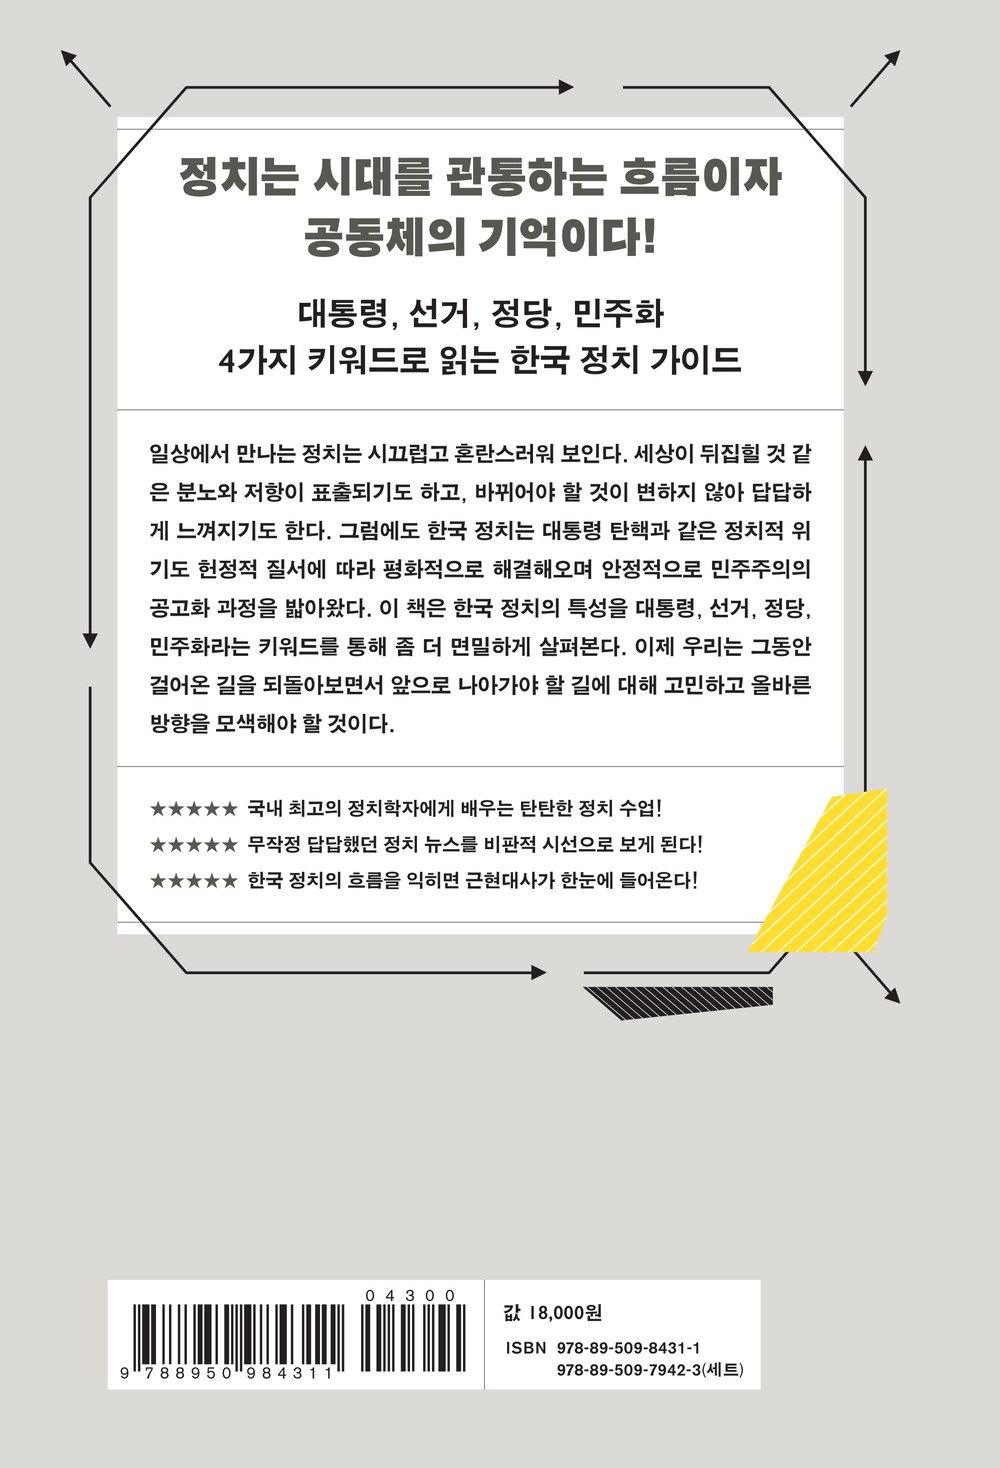 정치는 시대를 관통하는 흐름이자
공동체의 기억이다!
대통령, 선거, 정당, 민주화
4가지 키워드로 읽는 한국 정치 가이드
일상에서 만나는 정치는 시끄럽고 혼란스러워 보인다. 세상이 뒤집힐 것 같
은 분노와 저항이 표출되기도 하고, 바뀌어야 할 것이 변하지 않아 답답하
게 느껴지기도 한다. 그럼에도 한국 정치는 대통령 탄핵과 같은 정치적 위
기도 헌정적 질서에 따라 평화적으로 해결해오며 안정적으로 민주주의의
공고화 과정을 밟아왔다. 이 책은 한국 정치의 특성을 대통령, 선거, 정당,
민주화라는 키워드를 통해 좀 더 면밀하게 살펴본다. 이제 우리는 그동안
걸어온 길을 되돌아보면서 앞으로 나아가야 할 길에 대해 고민하고 올바른
방향을 모색해야 할 것이다.
★★★★★ 국내 최고의 정치학자에게 배우는 탄탄한 정치 수업!
★★★★★ 무작정 답답했던 정치 뉴스를 비판적 시선으로 보게 된다!
★★★★★ 한국 정치의 흐름을 익히면 근현대사가 한눈에 들어온다!
04300
9 788950 984311
값 18,000원
ISBN 978-89-509-8431-1
978-89-509-7942-3(세트)